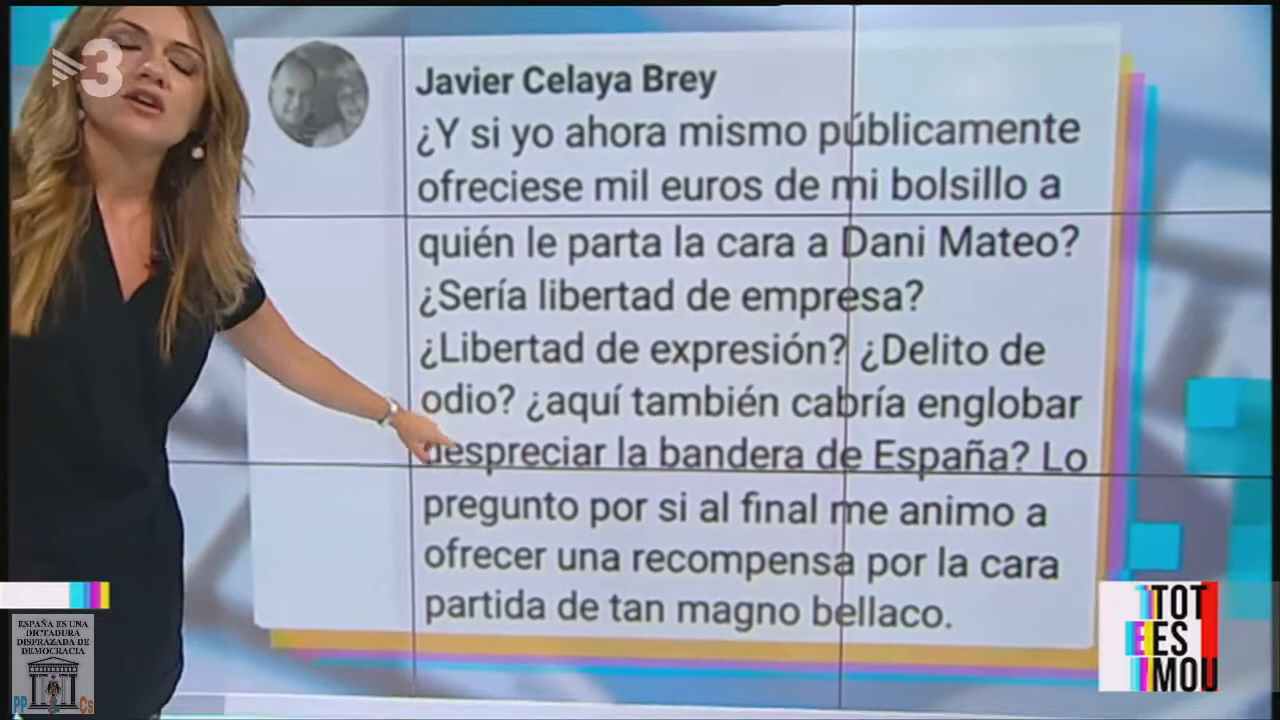 3
Javier Celaya Brey
¿Y si yo ahora mismo públicamente
ofreciese mil euros de mi bolsillo a
quién le parta la cara a Dani Mateo?
¿Sería libertad de empresa?
¿Libertad de expresión? ¿Delito de
odio? ¿aquí también cabría englobar
despreciar la bandera de España? Lo
pregunto por si al final me animo a
ofrecer una recompensa por la cara
partida de tan magno bellaco.
TOT
ES
MOU
ESPAÑA ES UNA
DICTADURA
DISFRAZADA DE
DEMOCRACIA
PP Cs